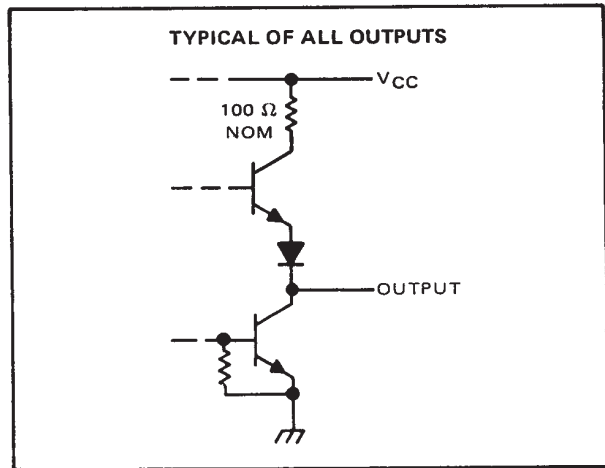 TYPICAL OF ALL OUTPUTS
VCC
100 Ω
NOM
OUTPUT